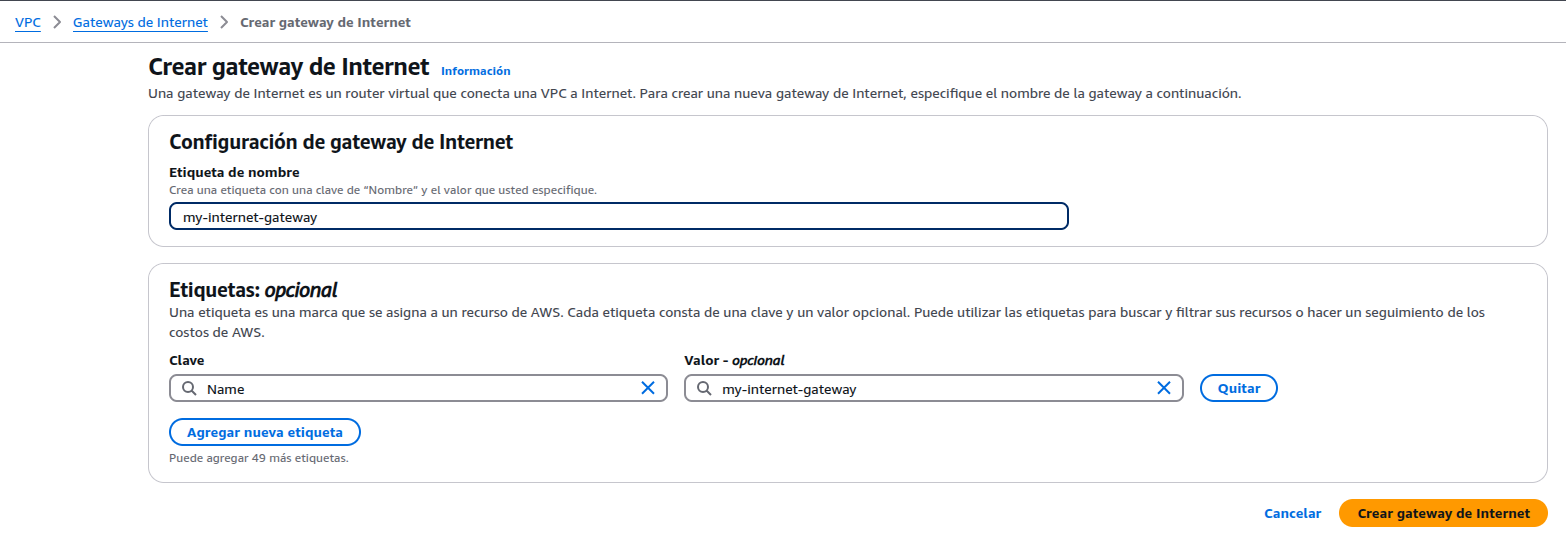 VPC > Gateways de Internet > Crear gateway de Internet
Crear gateway de Internet Información
Una gateway de Internet es un router virtual que conecta una VPC a Internet. Para crear una nueva gateway de Internet, especifique el nombre de la gateway a continuación.
Configuración de gateway de Internet
Etiqueta de nombre
Crea una etiqueta con una clave de "Nombre" y el valor que usted especifique.
my-internet-gateway
Etiquetas: opcional
Una etiqueta es una marca que se asigna a un recurso de AWS. Cada etiqueta consta de una clave y un valor opcional. Puede utilizar las etiquetas para buscar y filtrar sus recursos o hacer un seguimiento de los
costos de AWS.
Clave Valor - opcional
Name my-internet-gateway Quitar
Agregar nueva etiqueta
Puede agregar 49 más etiquetas.
Cancelar Crear gateway de Internet